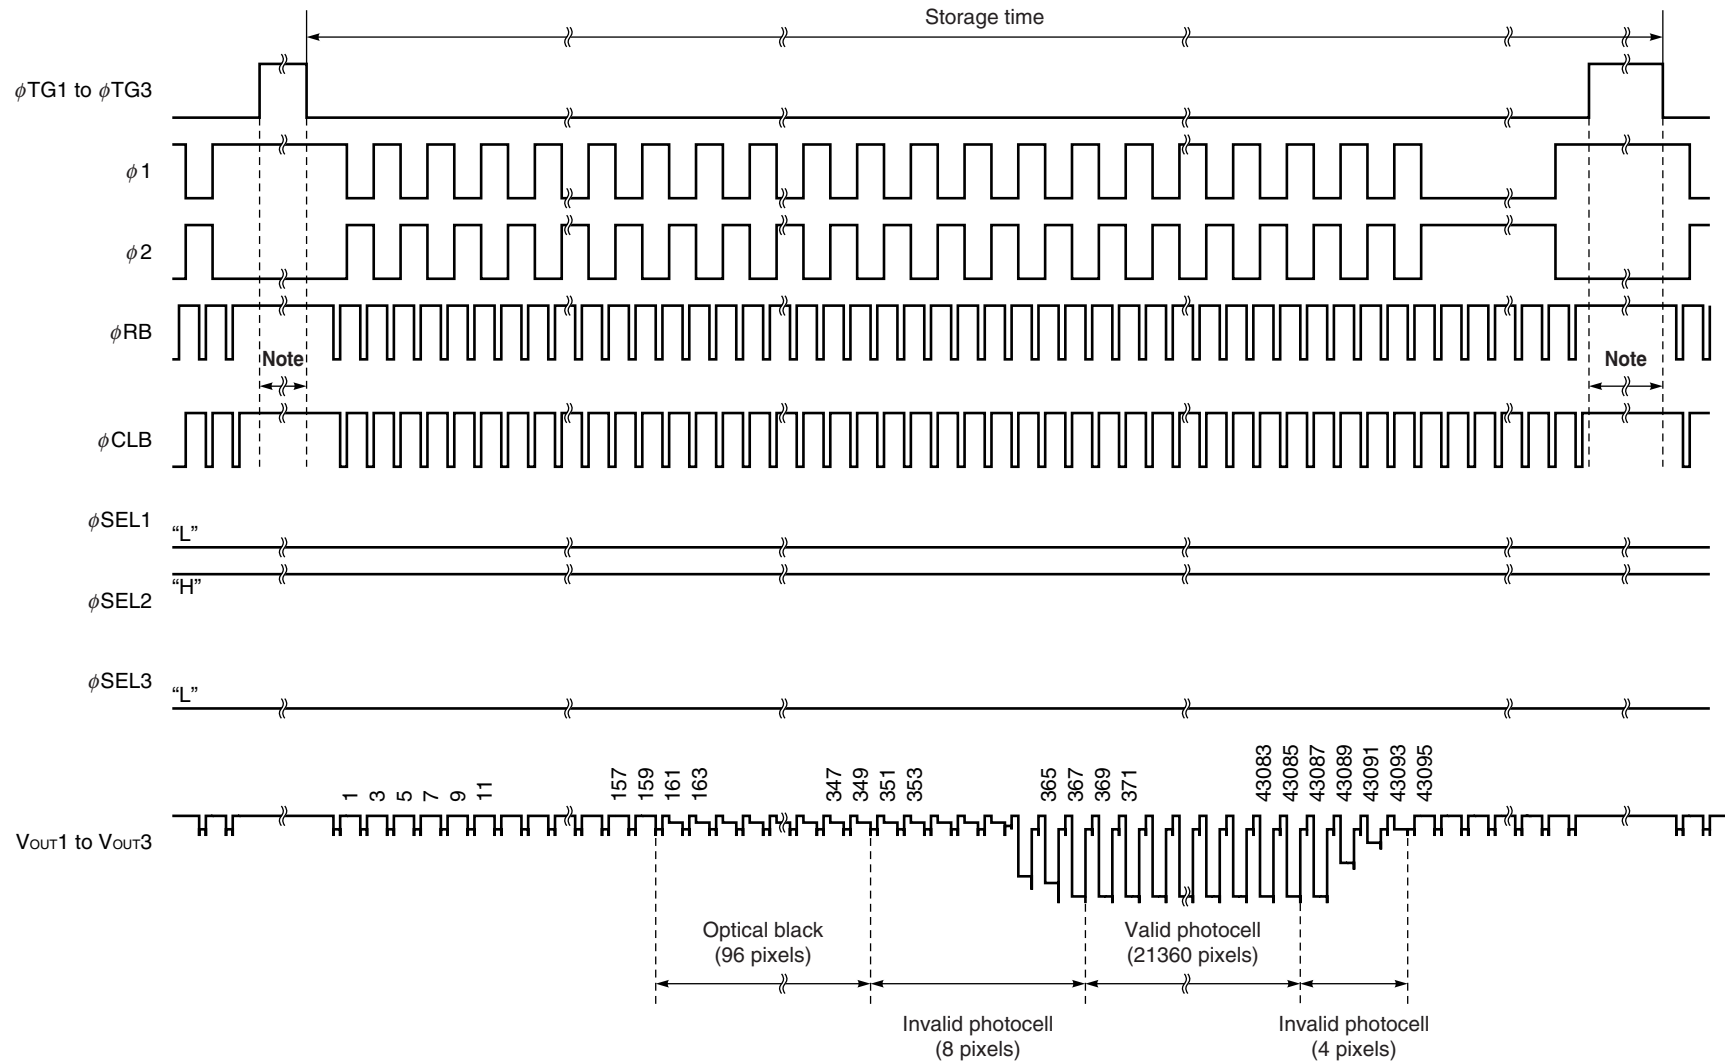 Storage time
ϕTG1 to ϕTG3
ϕ1
ϕ2
ϕRB
Note
Note
ϕCLB
ϕSEL1
“L”
“H”
ϕSEL2
ϕSEL3
“L”
1
3
5
7
9
11
157
159
161
163
347
349
351
353
365
367
369
371
43083
43085
43087
43089
43091
43093
43095
VOUT1 to VOUT3
Optical black
(96 pixels)
Valid photocell
(21360 pixels)
Invalid photocell
(8 pixels)
Invalid photocell
(4 pixels)